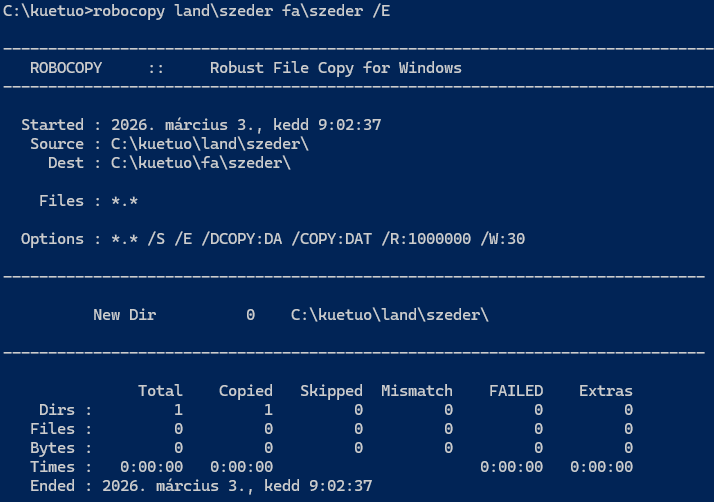 C:\kuetuo>robocopy land\szeder fa\szeder /E
-------------------------------------------------------------------------------
   ROBOCOPY     ::     Robust File Copy for Windows
-------------------------------------------------------------------------------
  Started : 2026. március 3., kedd 9:02:37
   Source : C:\kuetuo\land\szeder\
     Dest : C:\kuetuo\fa\szeder\
    Files : *.*
  Options : *.* /S /E /DCOPY:DA /COPY:DAT /R:1000000 /W:30
------------------------------------------------------------------------------
          New Dir          0    C:\kuetuo\land\szeder\
------------------------------------------------------------------------------
               Total    Copied   Skipped  Mismatch    FAILED    Extras
    Dirs :         1         1         0         0         0         0
   Files :         0         0         0         0         0         0
   Bytes :         0         0         0         0         0         0
   Times :   0:00:00   0:00:00                       0:00:00   0:00:00
   Ended : 2026. március 3., kedd 9:02:37